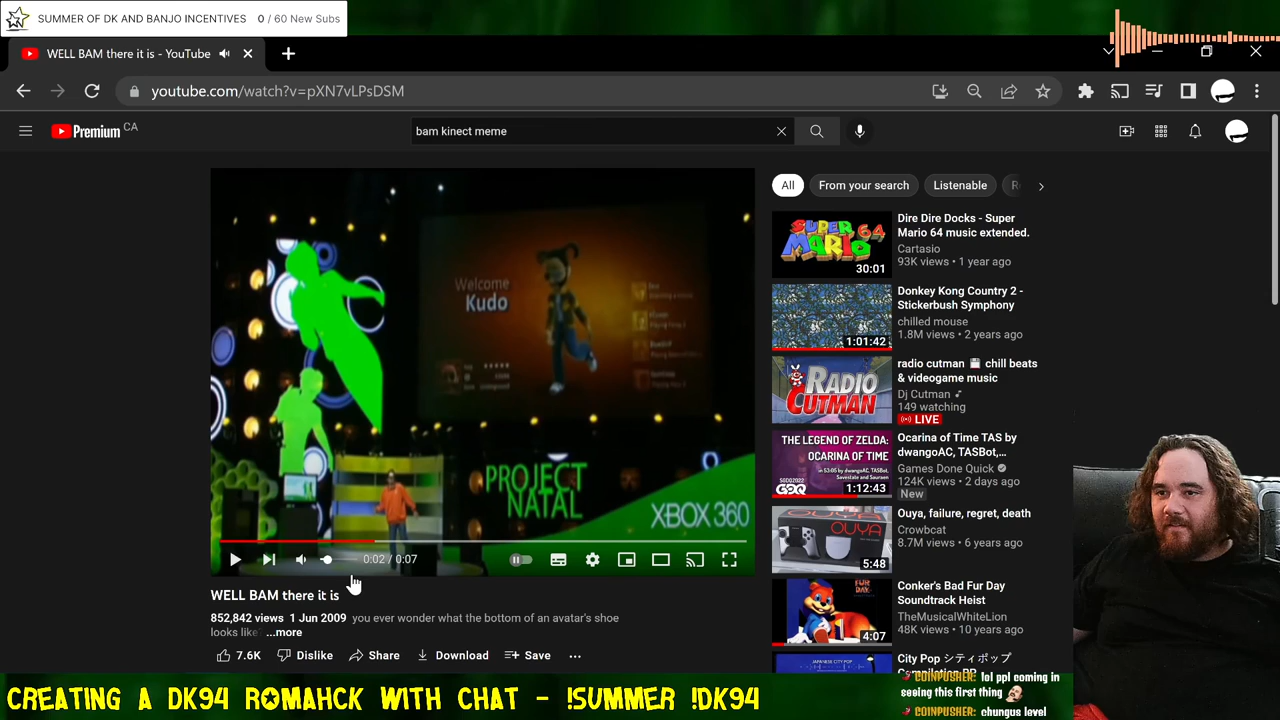 SUMMER OF DK AND BANJO INCENTIVES 0 / 60 New Subs
WELL BAM there it is - YouTube
youtube.com/watch?v=pXN7vLPsDSM
Premium CA
bam kinect meme
All
From your search
Listenable
Welcome
Kudo
PROJECT
NATAL
XBOX 360
0:02 / 0:07
WELL BAM there it is
852,842 views 1 Jun 2009 you ever wonder what the bottom of an avatar's shoe
looks like ...more
7.6K
Dislike
Share
Download
Save
SUPER
MARIO 64
30:01
Dire Dire Docks - Super
Mario 64 music extended.
Cartasio
93K views • 1 year ago
1:01:42
Donkey Kong Country 2 -
Stickerbush Symphony
chilled mouse
1.8M views • 2 years ago
RADIO
CUTMAN
radio cutman 💾 chill beats
& videogame music
Dj Cutman
149 watching
LIVE
THE LEGEND OF ZELDA:
OCARINA OF TIME
1:12:43
Ocarina of Time TAS by
dwangoAC, TASBot,...
Games Done Quick
124K views • 2 days ago
New
OUYA
5:48
Ouya, failure, regret, death
Crowbcat
8.7M views • 6 years ago
4:07
Conker's Bad Fur Day
Soundtrack Heist
TheMusicalWhiteLion
48K views • 10 years ago
JAPANESE CITY POP
City Pop シティポップ
CREATING A DK94 ROMAHCK WITH CHAT - !SUMMER !DK94
COINPUSHER: lol ppl coming in
seeing this first thing
COINPUSHER: chungus level